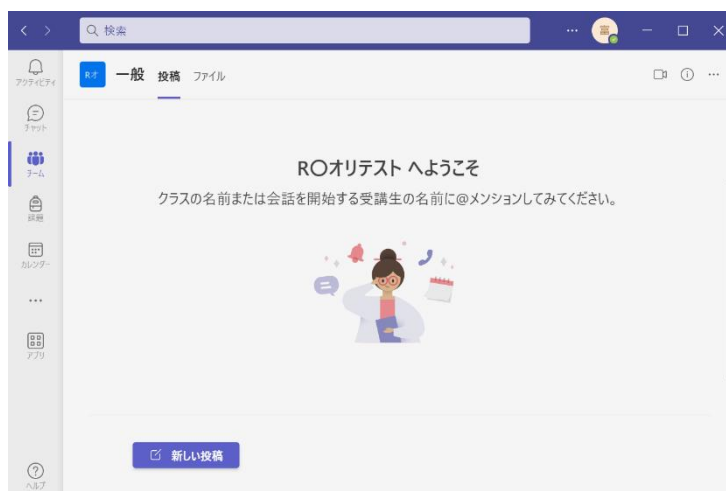 検索
富
Rオ 一般 投稿 ファイル
アクティビティ
チャット
チーム
課題
カレンダー
アプリ
ヘルプ
R〇オリテスト へようこそ
クラスの名前または会話を開始する受講生の名前に@メンションしてみてください。
新しい投稿